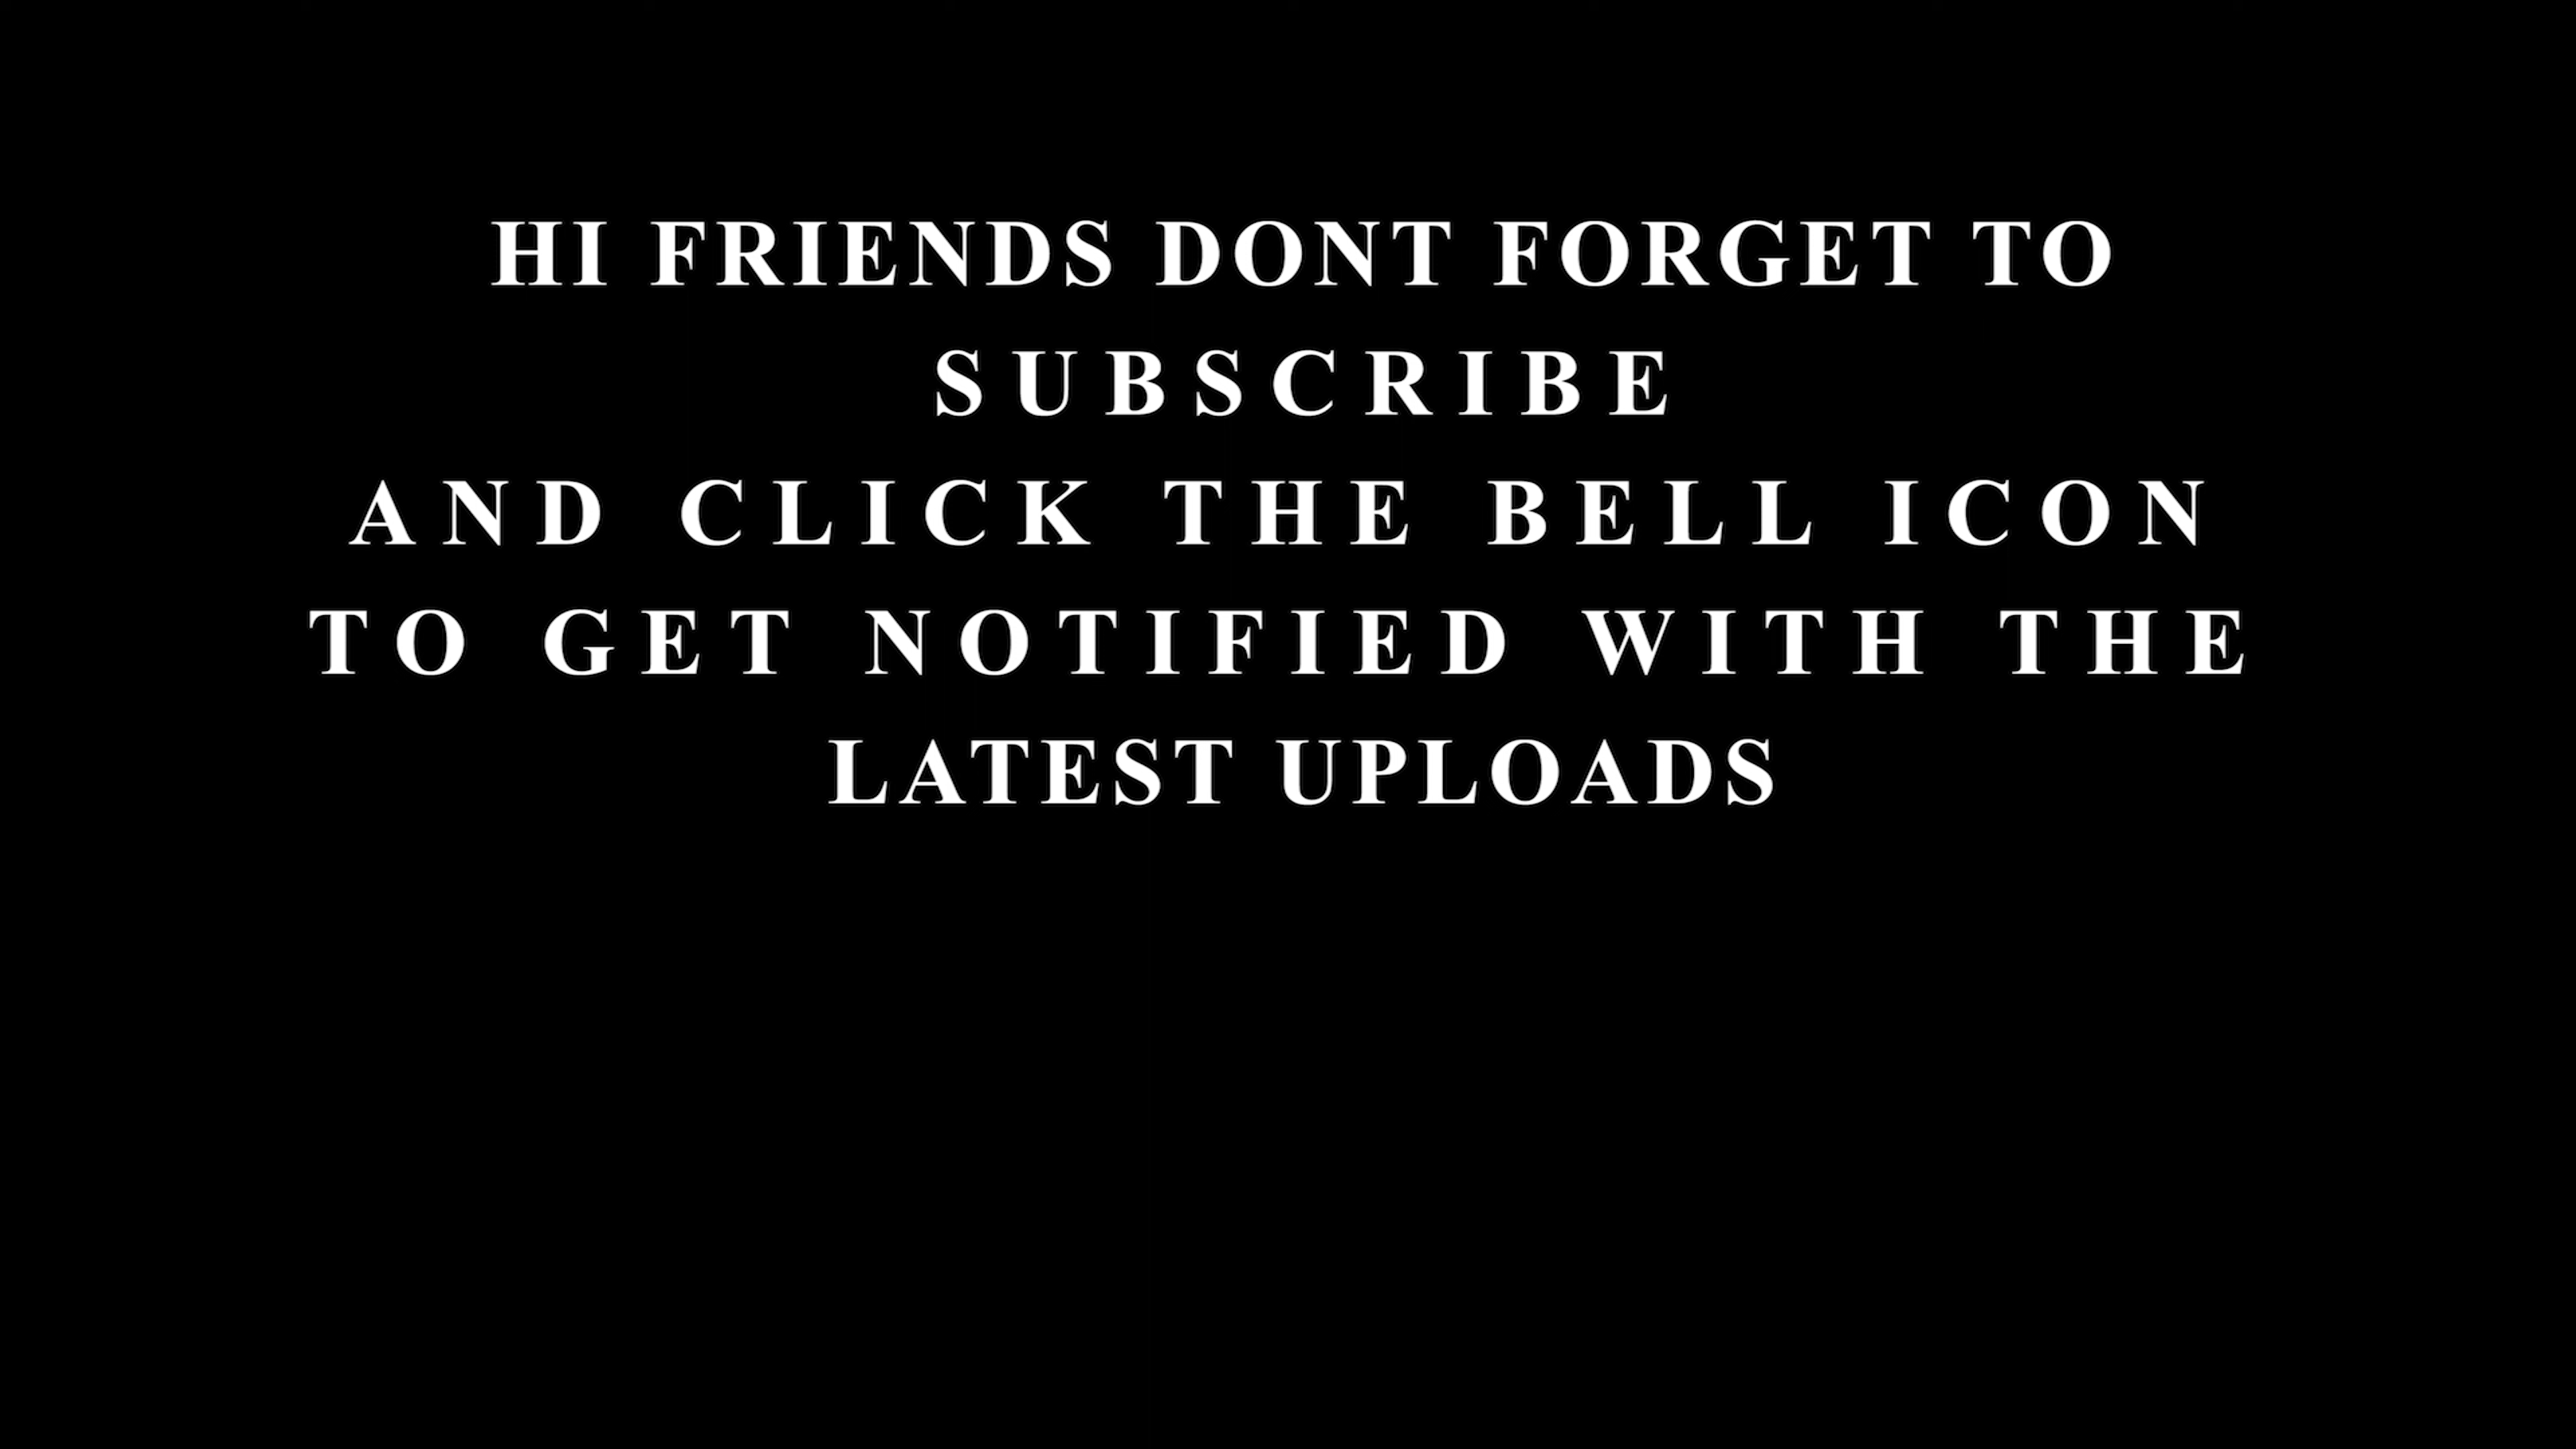 HI FRIENDS DONT FORGET TO
SUBSCRIBE
AND CLICK THE BELL ICON
TO GET NOTIFIED WITH THE
LATEST UPLOADS